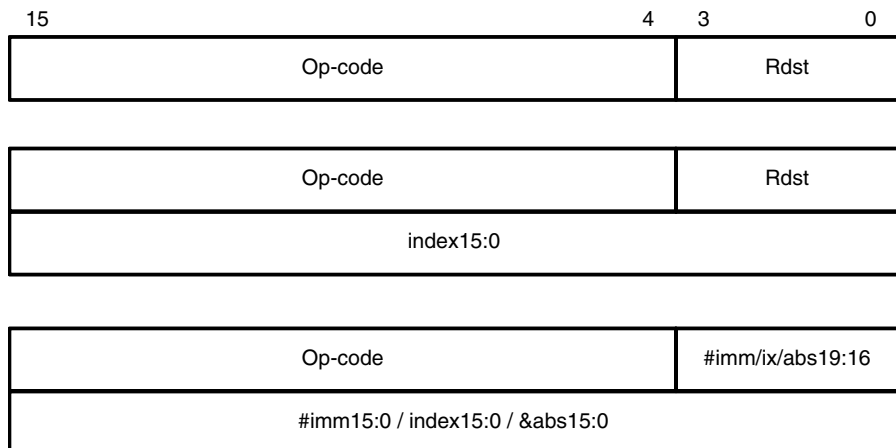 15 4 3 0
Op-code Rdst
Op-code Rdst
index15:0
Op-code #imm/ix/abs19:16
#imm15:0 / index15:0 / &abs15:0